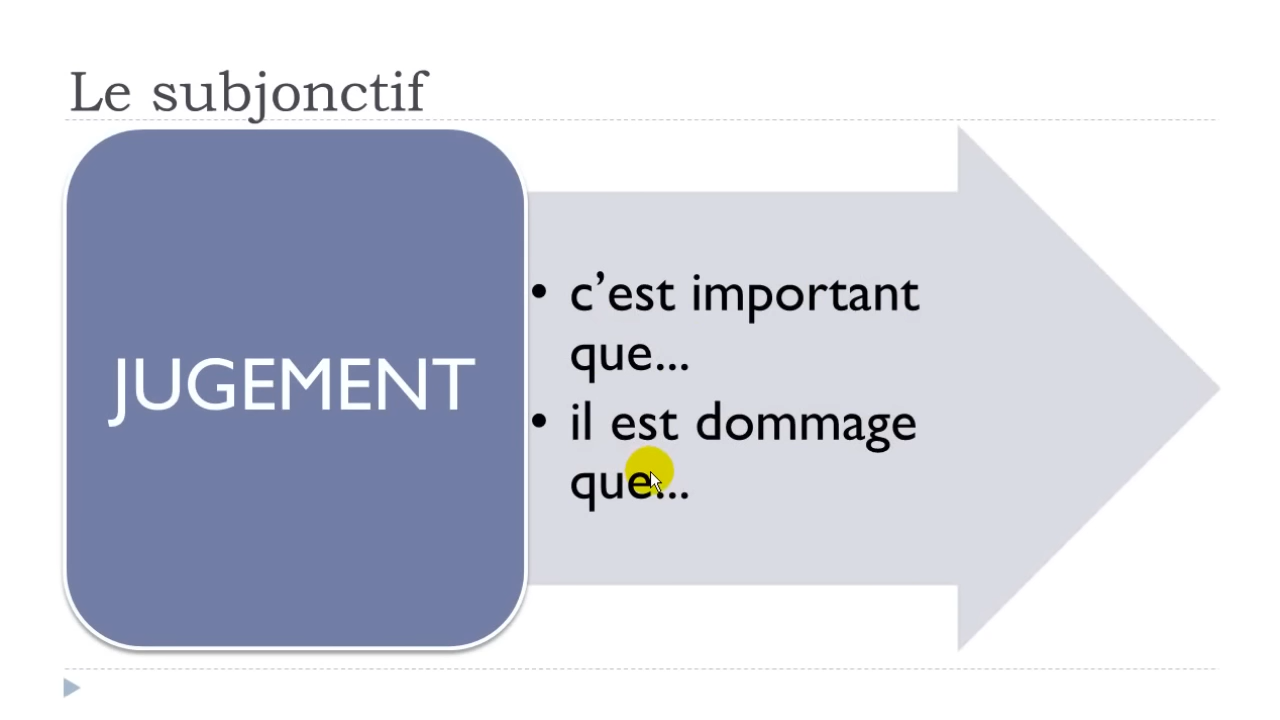 Le subjonctif
JUGEMENT
• c’est important
que...
• il est dommage
que...